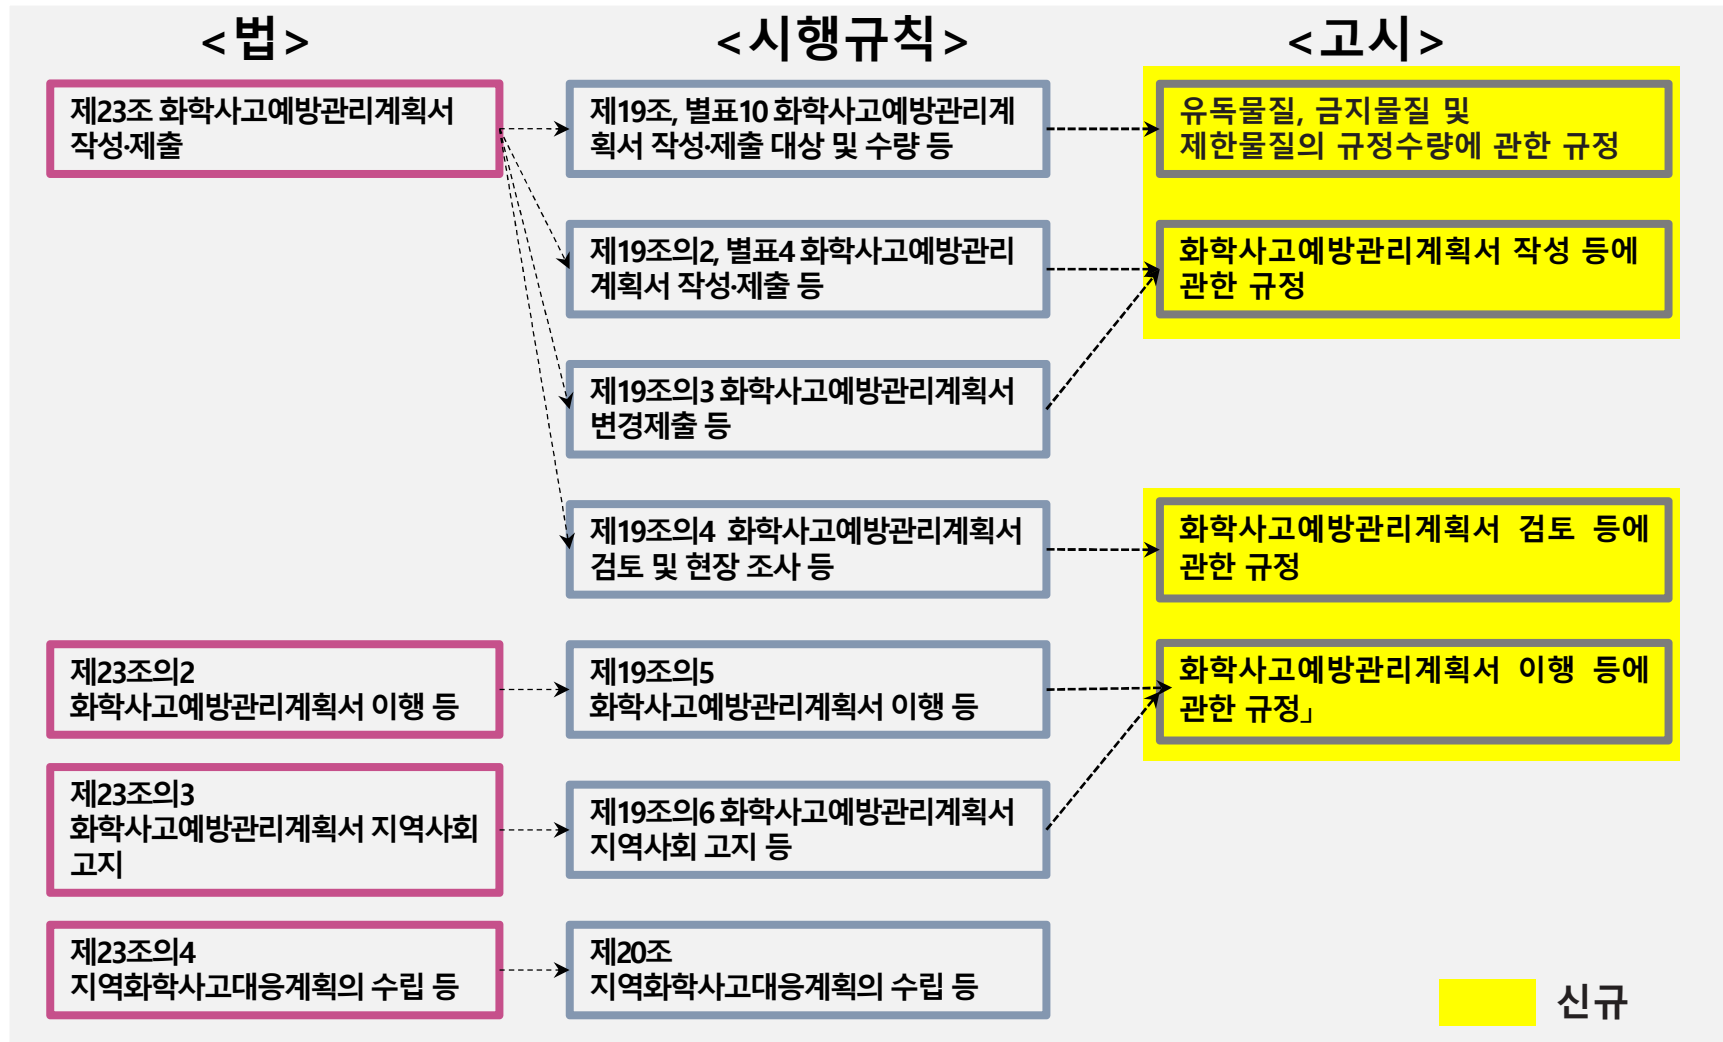 <법>
<시행규칙>
<고시>
제23조 화학사고예방관리계획서
작성·제출
제19조, 별표10 화학사고예방관리계
획서 작성·제출 대상 및 수량 등
유독물질, 금지물질 및
제한물질의 규정수량에 관한 규정
제19조의2, 별표4 화학사고예방관리
계획서 작성·제출 등
화학사고예방관리계획서 작성 등에
관한 규정
제19조의3 화학사고예방관리계획서
변경제출 등
제19조의4 화학사고예방관리계획서
검토 및 현장 조사 등
화학사고예방관리계획서 검토 등에
관한 규정
제23조의2
화학사고예방관리계획서 이행 등
제19조의5
화학사고예방관리계획서 이행 등
화학사고예방관리계획서 이행 등에
관한 규정」
제23조의3
화학사고예방관리계획서 지역사회
고지
제19조의6 화학사고예방관리계획서
지역사회 고지 등
제23조의4
지역화학사고대응계획의 수립 등
제20조
지역화학사고대응계획의 수립 등
신규